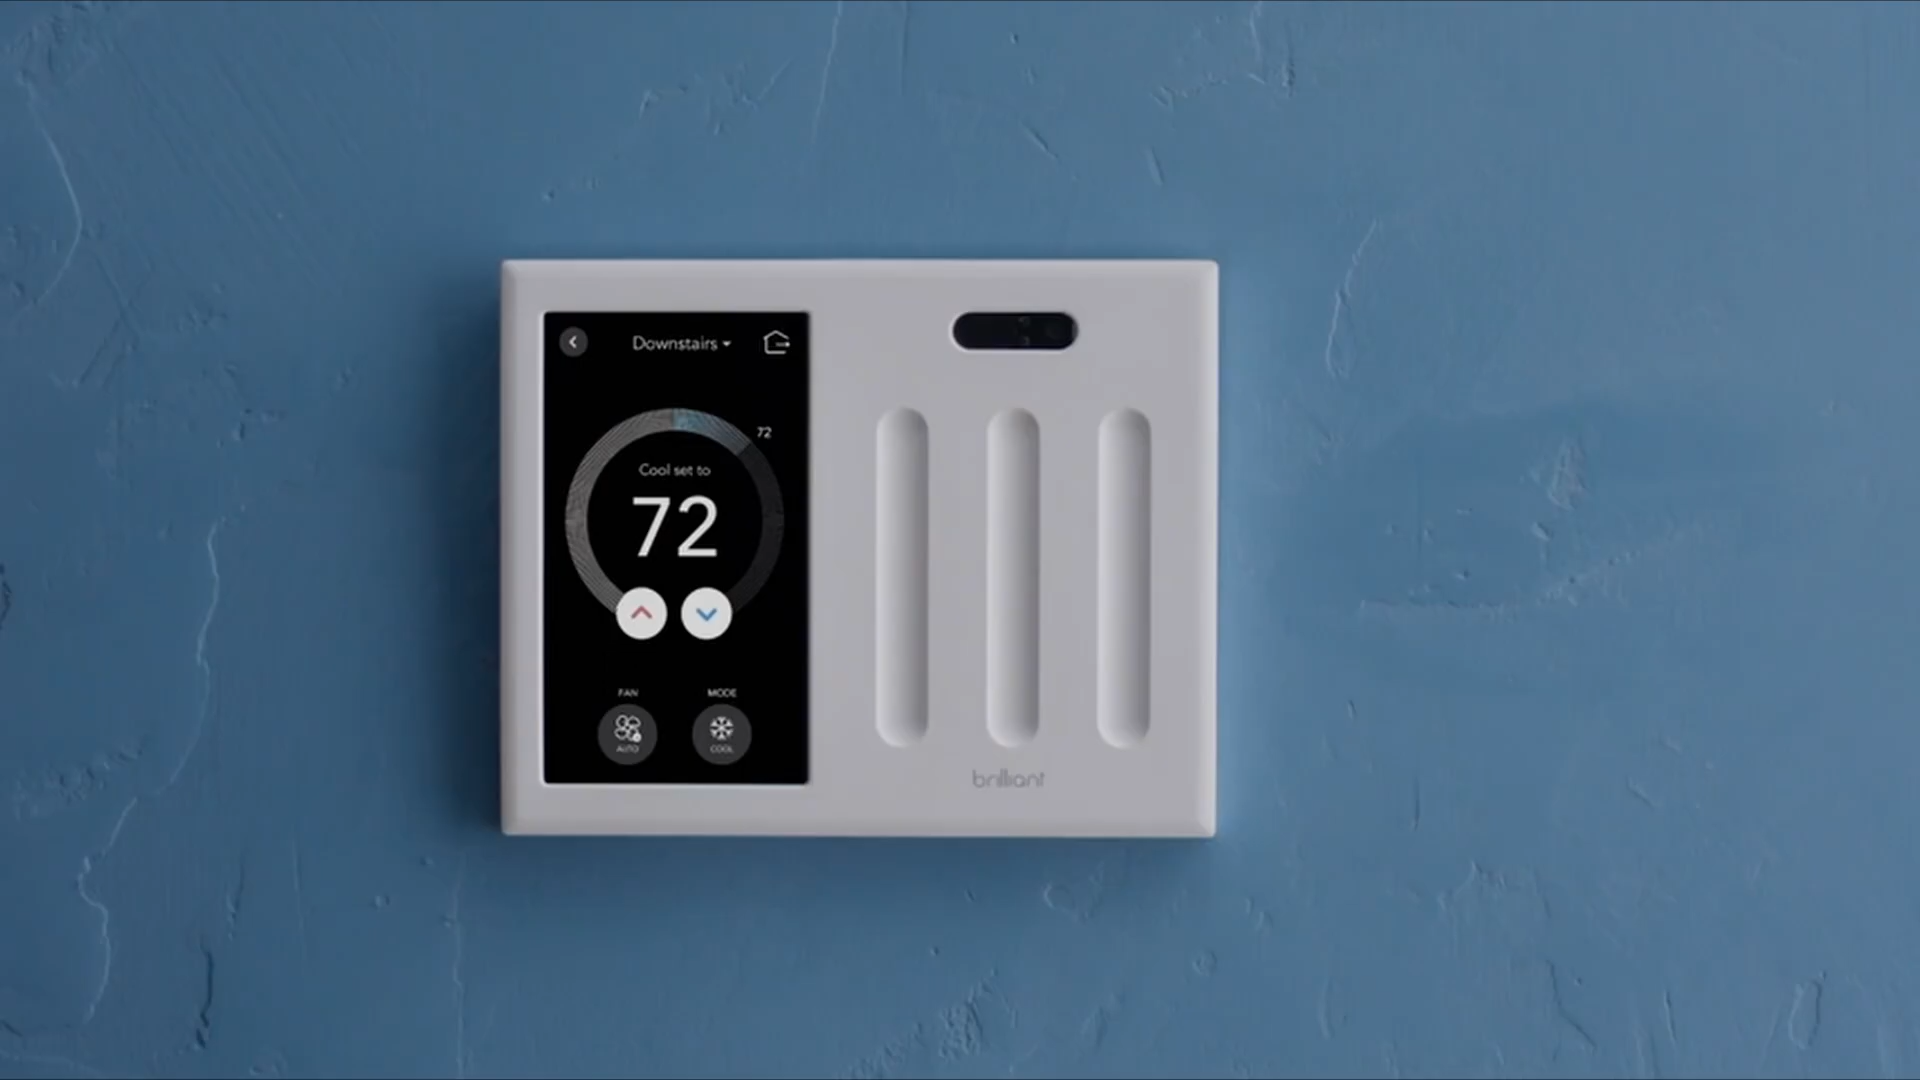 Downstairs
72
Cool set to
72
FAN
MODE
AUTO
COOL
brilliant